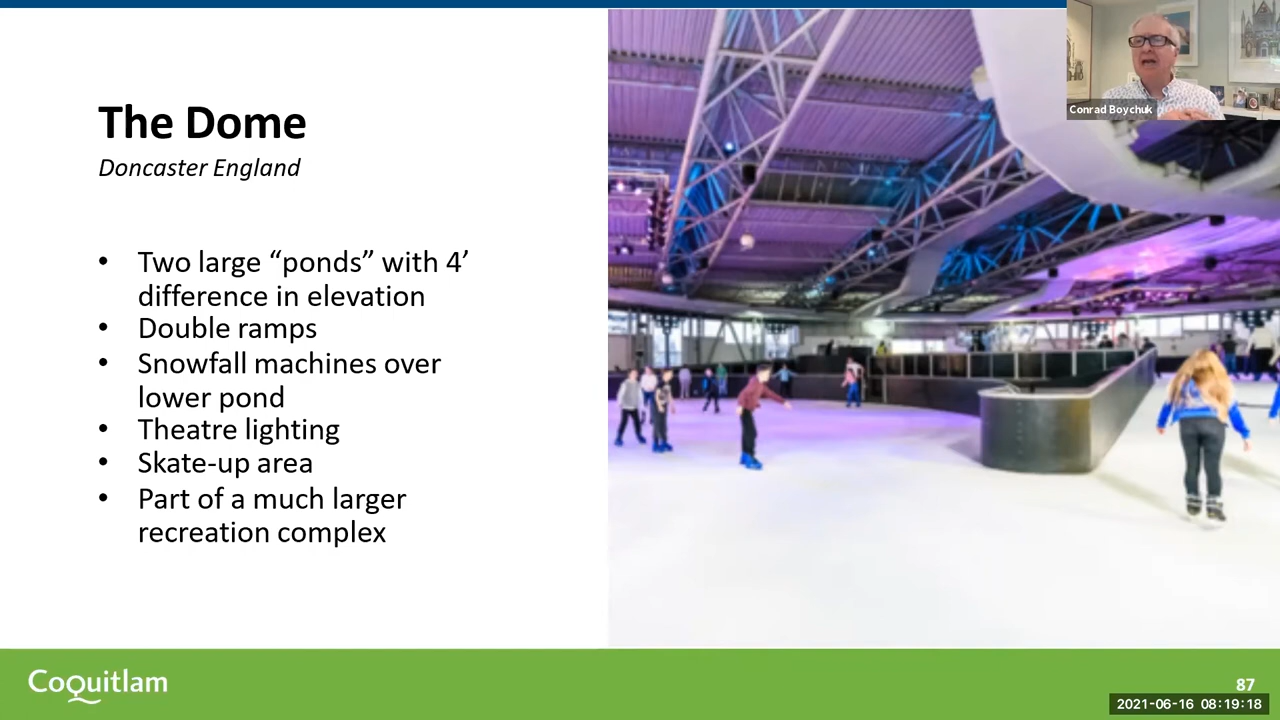 The Dome
Doncaster England
• Two large “ponds” with 4’
difference in elevation
• Double ramps
• Snowfall machines over
lower pond
• Theatre lighting
• Skate-up area
• Part of a much larger
recreation complex
Conrad Boychuk
Coquitlam
87
2021-06-16 08:19:18